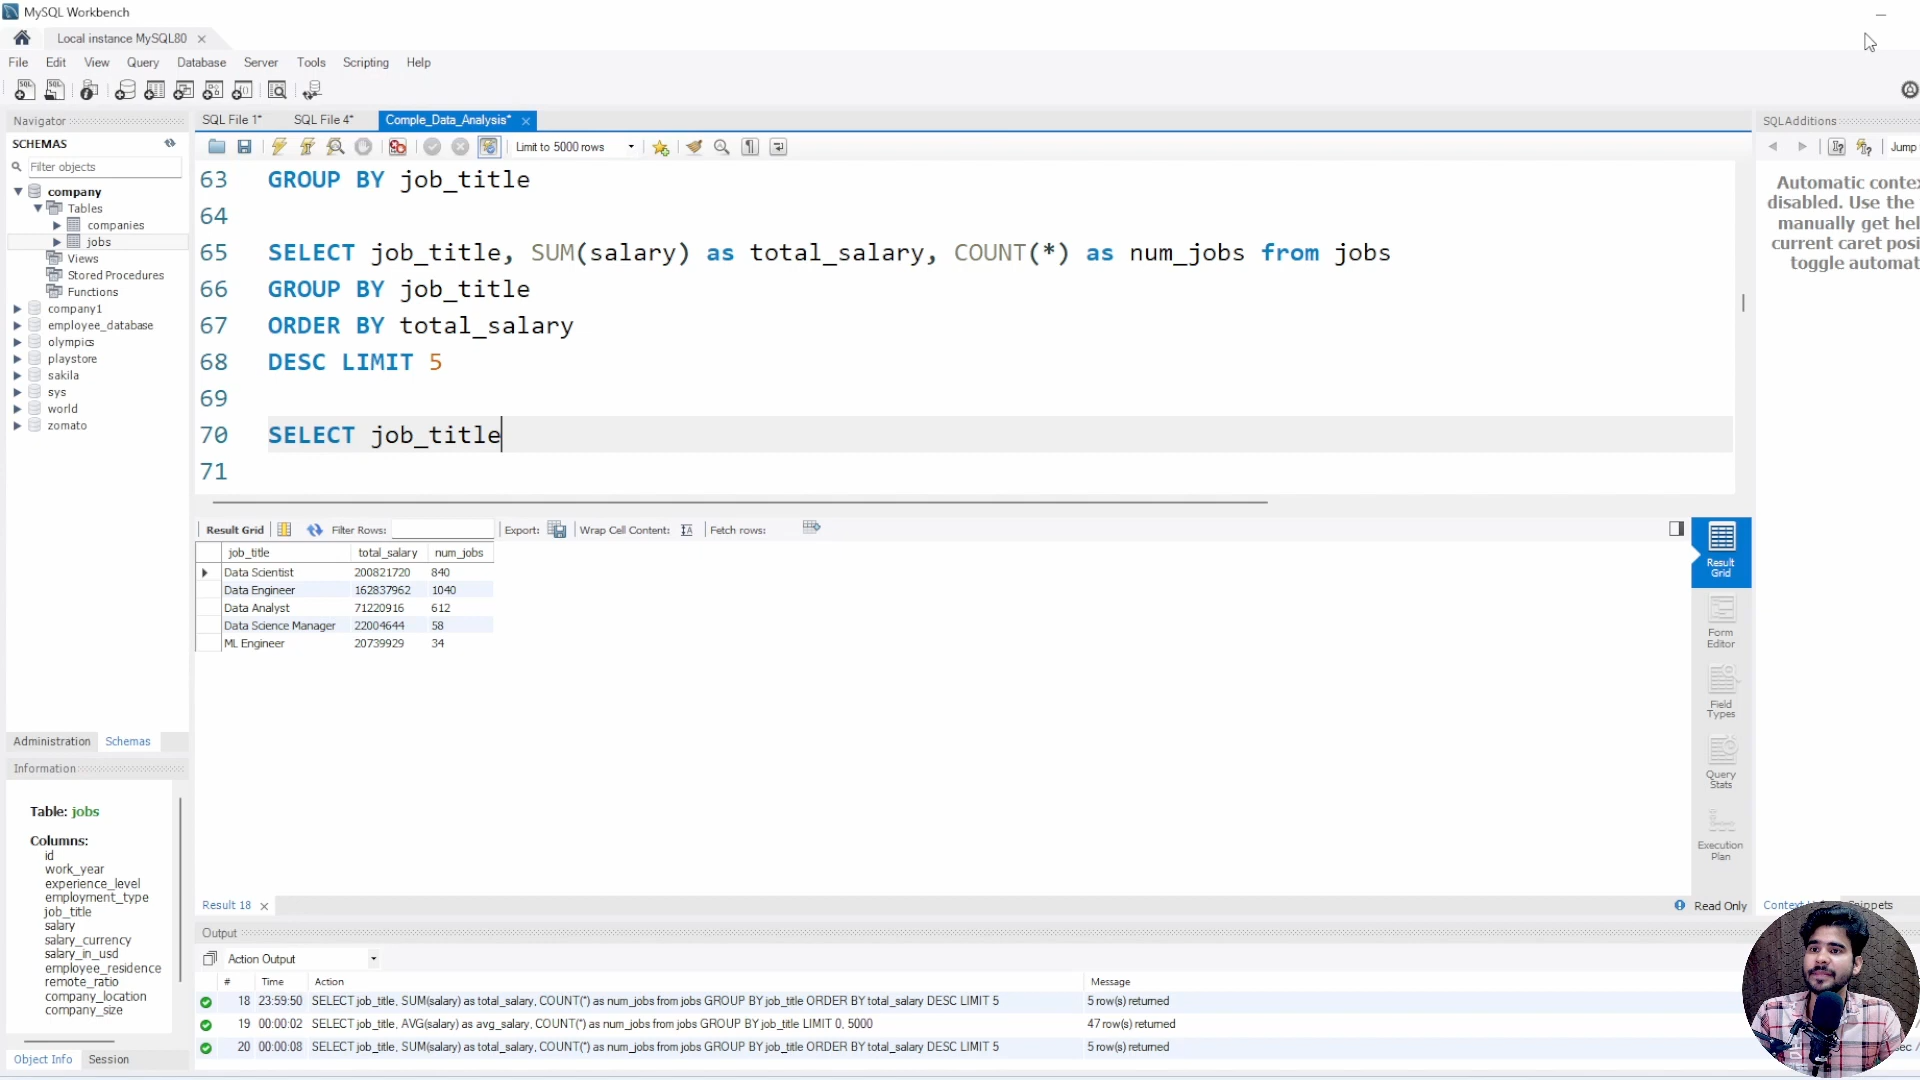 MySQL Workbench
Local instance MySQL80
File Edit View Query Database Server Tools Scripting Help
Navigator
SCHEMAS
Filter objects
company
Tables
companies
jobs
Views
Stored Procedures
Functions
company1
employee_database
olympics
playstore
sakila
sys
world
zomato
Administration Schemas
Information
Table: jobs
Columns:
id
work_year
experience_level
employment_type
job_title
salary
salary_currency
salary_in_usd
employee_residence
remote_ratio
company_location
company_size
Object Info Session
SQL File 1* SQL File 4* Comple_Data_Analysis*
Limit to 5000 rows
63 GROUP BY job_title
64
65 SELECT job_title, SUM(salary) as total_salary, COUNT(*) as num_jobs from jobs
66 GROUP BY job_title
67 ORDER BY total_salary
68 DESC LIMIT 5
69
70 SELECT job_title
71
Result Grid Filter Rows: Export: Wrap Cell Content: Fetch rows:
job_title total_salary num_jobs
Data Scientist 200821720 840
Data Engineer 162837962 1040
Data Analyst 71220916 612
Data Science Manager 22004644 58
ML Engineer 20739929 34
Result Grid
Form Editor
Field Types
Query Stats
Execution Plan
Result 18
Read Only
Output
Action Output
# Time Action Message
18 23:59:50 SELECT job_title, SUM(salary) as total_salary, COUNT(*) as num_jobs from jobs GROUP BY job_title ORDER BY total_salary DESC LIMIT 5 5 row(s) returned
19 00:00:02 SELECT job_title, AVG(salary) as avg_salary, COUNT(*) as num_jobs from jobs GROUP BY job_title LIMIT 0, 5000 47 row(s) returned
20 00:00:08 SELECT job_title, SUM(salary) as total_salary, COUNT(*) as num_jobs from jobs GROUP BY job_title ORDER BY total_salary DESC LIMIT 5 5 row(s) returned
SQLAdditions
Jump
Automatic contex
disabled. Use the
manually get hel
current caret posi
toggle automat
Context